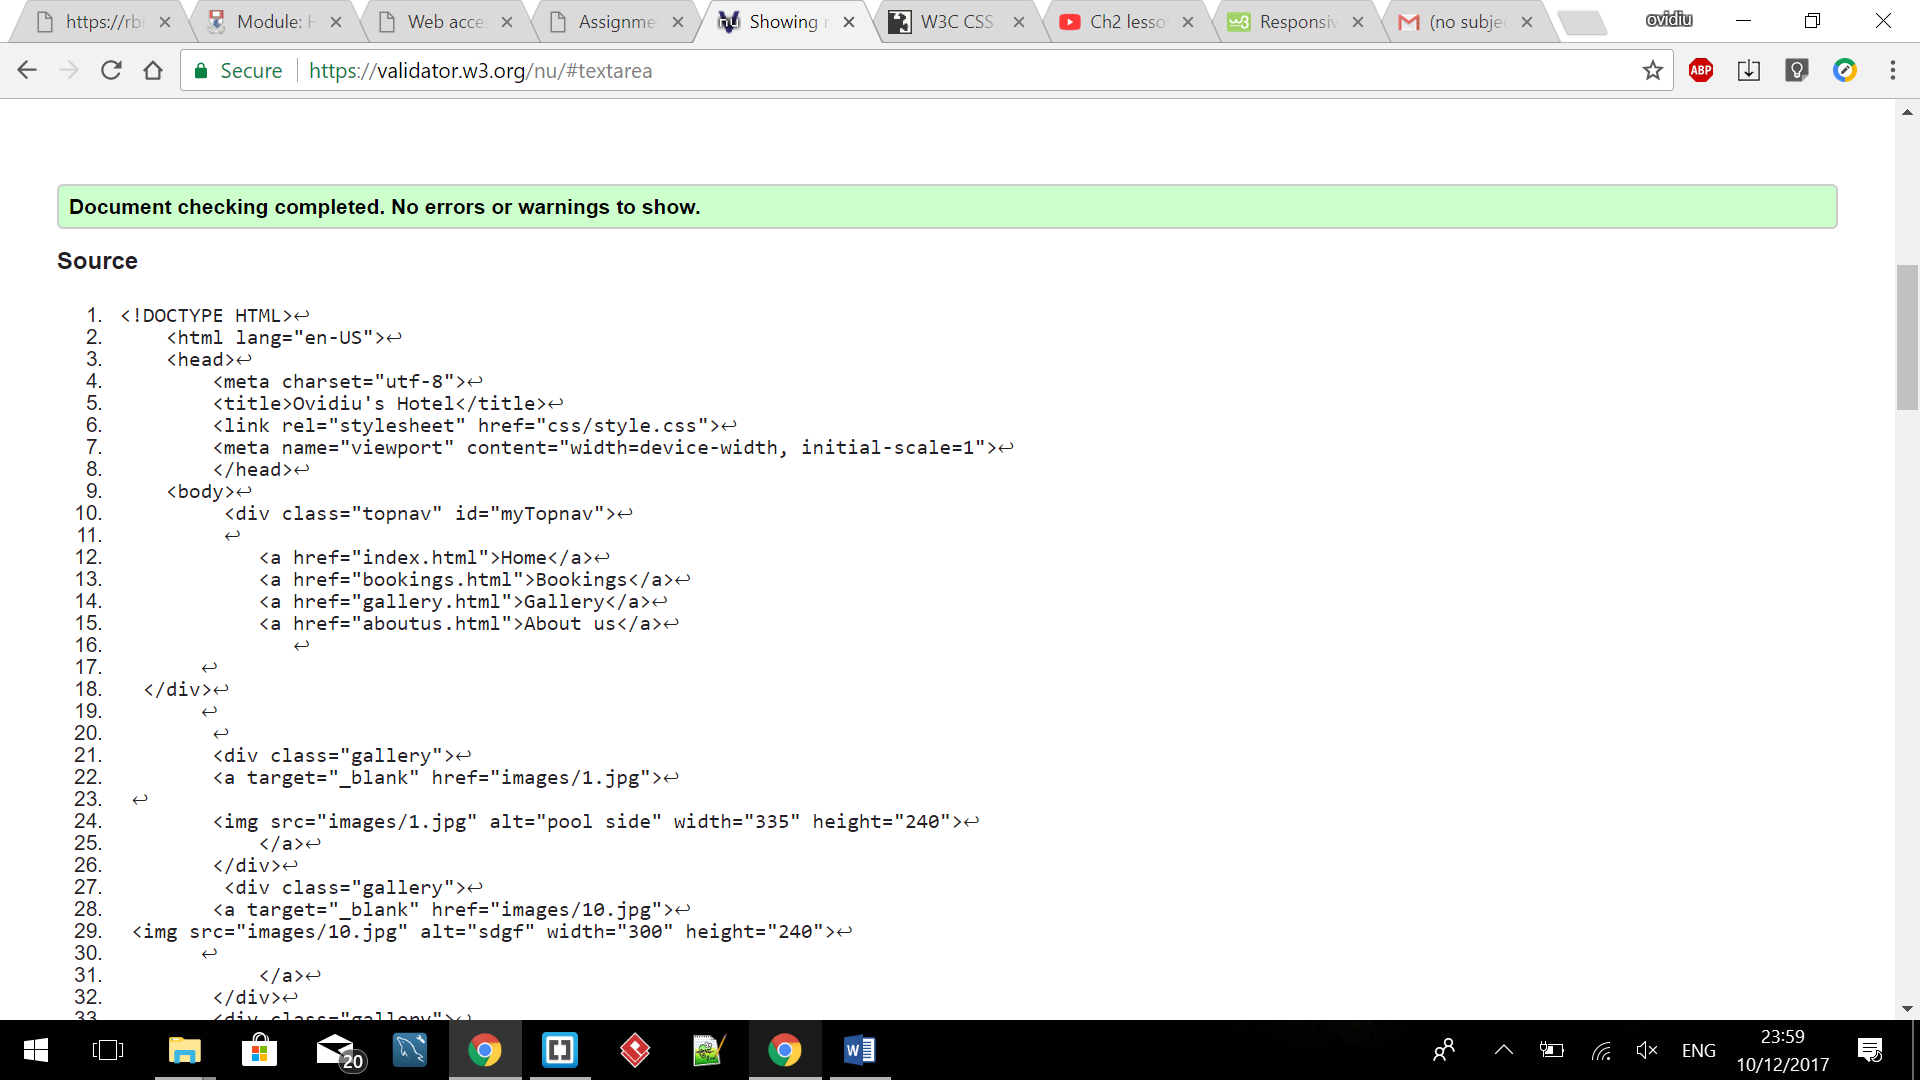 https://rb
Module: H
Web acce
Assignme
Showing r
W3C CSS
Ch2 lesso
Responsiv
(no subje
ovidiu
Secure https://validator.w3.org/nu/#textarea
ABP
Document checking completed. No errors or warnings to show.
Source
1. <!DOCTYPE HTML>↩
2. <html lang="en-US">↩
3. <head>↩
4. <meta charset="utf-8">↩
5. <title>Ovidiu's Hotel</title>↩
6. <link rel="stylesheet" href="css/style.css">↩
7. <meta name="viewport" content="width=device-width, initial-scale=1">↩
8. </head>↩
9. <body>↩
10. <div class="topnav" id="myTopnav">↩
11. ↩
12. <a href="index.html">Home</a>↩
13. <a href="bookings.html">Bookings</a>↩
14. <a href="gallery.html">Gallery</a>↩
15. <a href="aboutus.html">About us</a>↩
16. ↩
17. ↩
18. </div>↩
19. ↩
20. ↩
21. <div class="gallery">↩
22. <a target="_blank" href="images/1.jpg">↩
23. ↩
24. <img src="images/1.jpg" alt="pool side" width="335" height="240">↩
25. </a>↩
26. </div>↩
27. <div class="gallery">↩
28. <a target="_blank" href="images/10.jpg">↩
29. <img src="images/10.jpg" alt="sdgf" width="300" height="240">↩
30. ↩
31. </a>↩
32. </div>↩
33. <div class="gallery">↩
20
ENG
23:59
10/12/2017